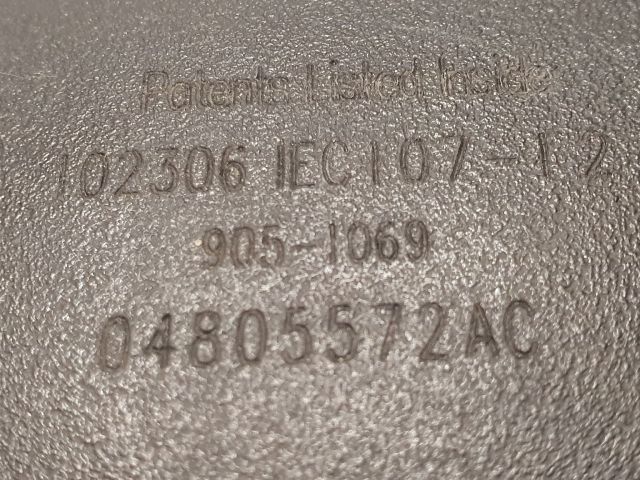 Patents Listed Inside
102306 IEC107-12
905-1069
04805572AC